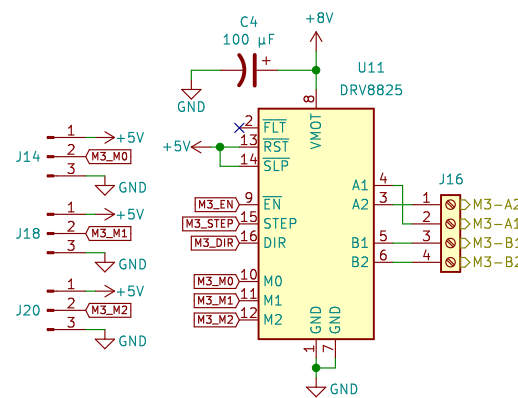 +8V
C4
100 µF
+
GND
U11
DRV8825
8
VMOT
2
FLT
13
RST
+5V
14
SLP
9
EN
M3_EN
15
STEP
M3_STEP
16
DIR
M3_DIR
10
M0
M3_M0
11
M1
M3_M1
12
M2
M3_M2
A1
4
A2
3
B1
5
B2
6
GND
GND
1
7
GND
J16
1
M3-A2
2
M3-A1
3
M3-B1
4
M3-B2
J14
1
+5V
2
M3_M0
3
GND
J18
1
+5V
2
M3_M1
3
GND
J20
1
+5V
2
M3_M2
3
GND